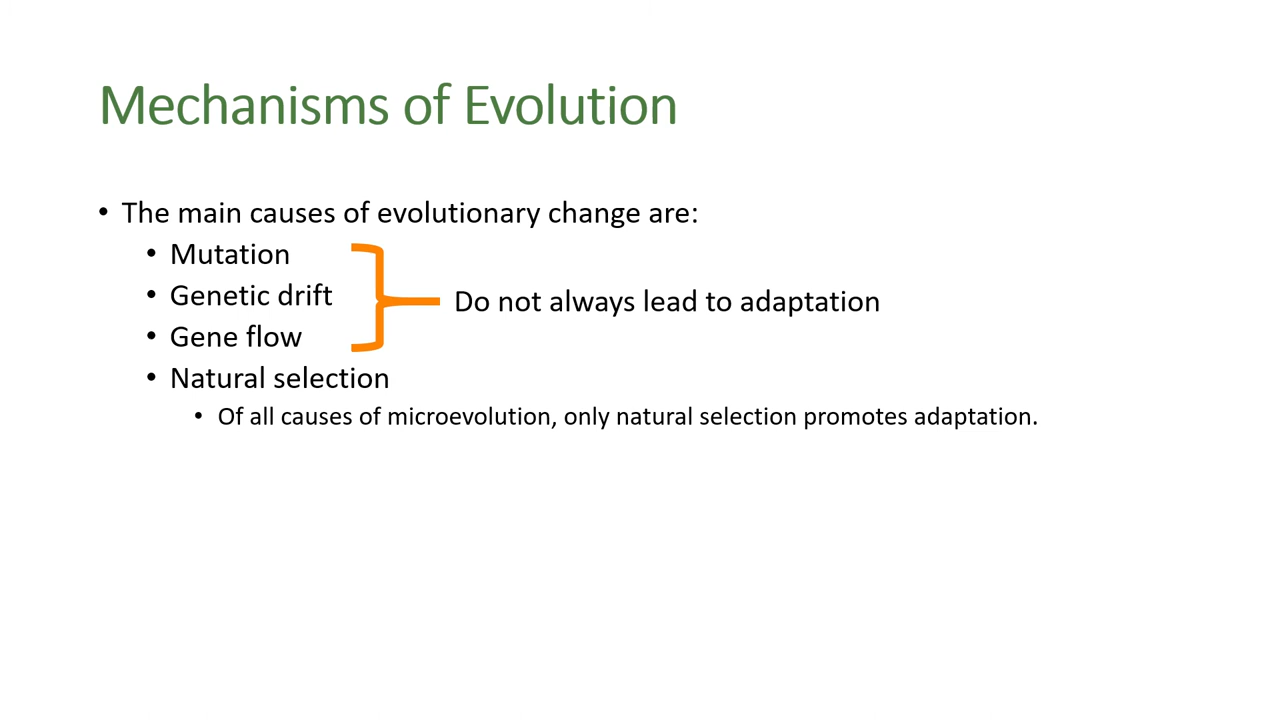 Mechanisms of Evolution
• The main causes of evolutionary change are:
• Mutation
• Genetic drift
• Gene flow
Do not always lead to adaptation
• Natural selection
• Of all causes of microevolution, only natural selection promotes adaptation.